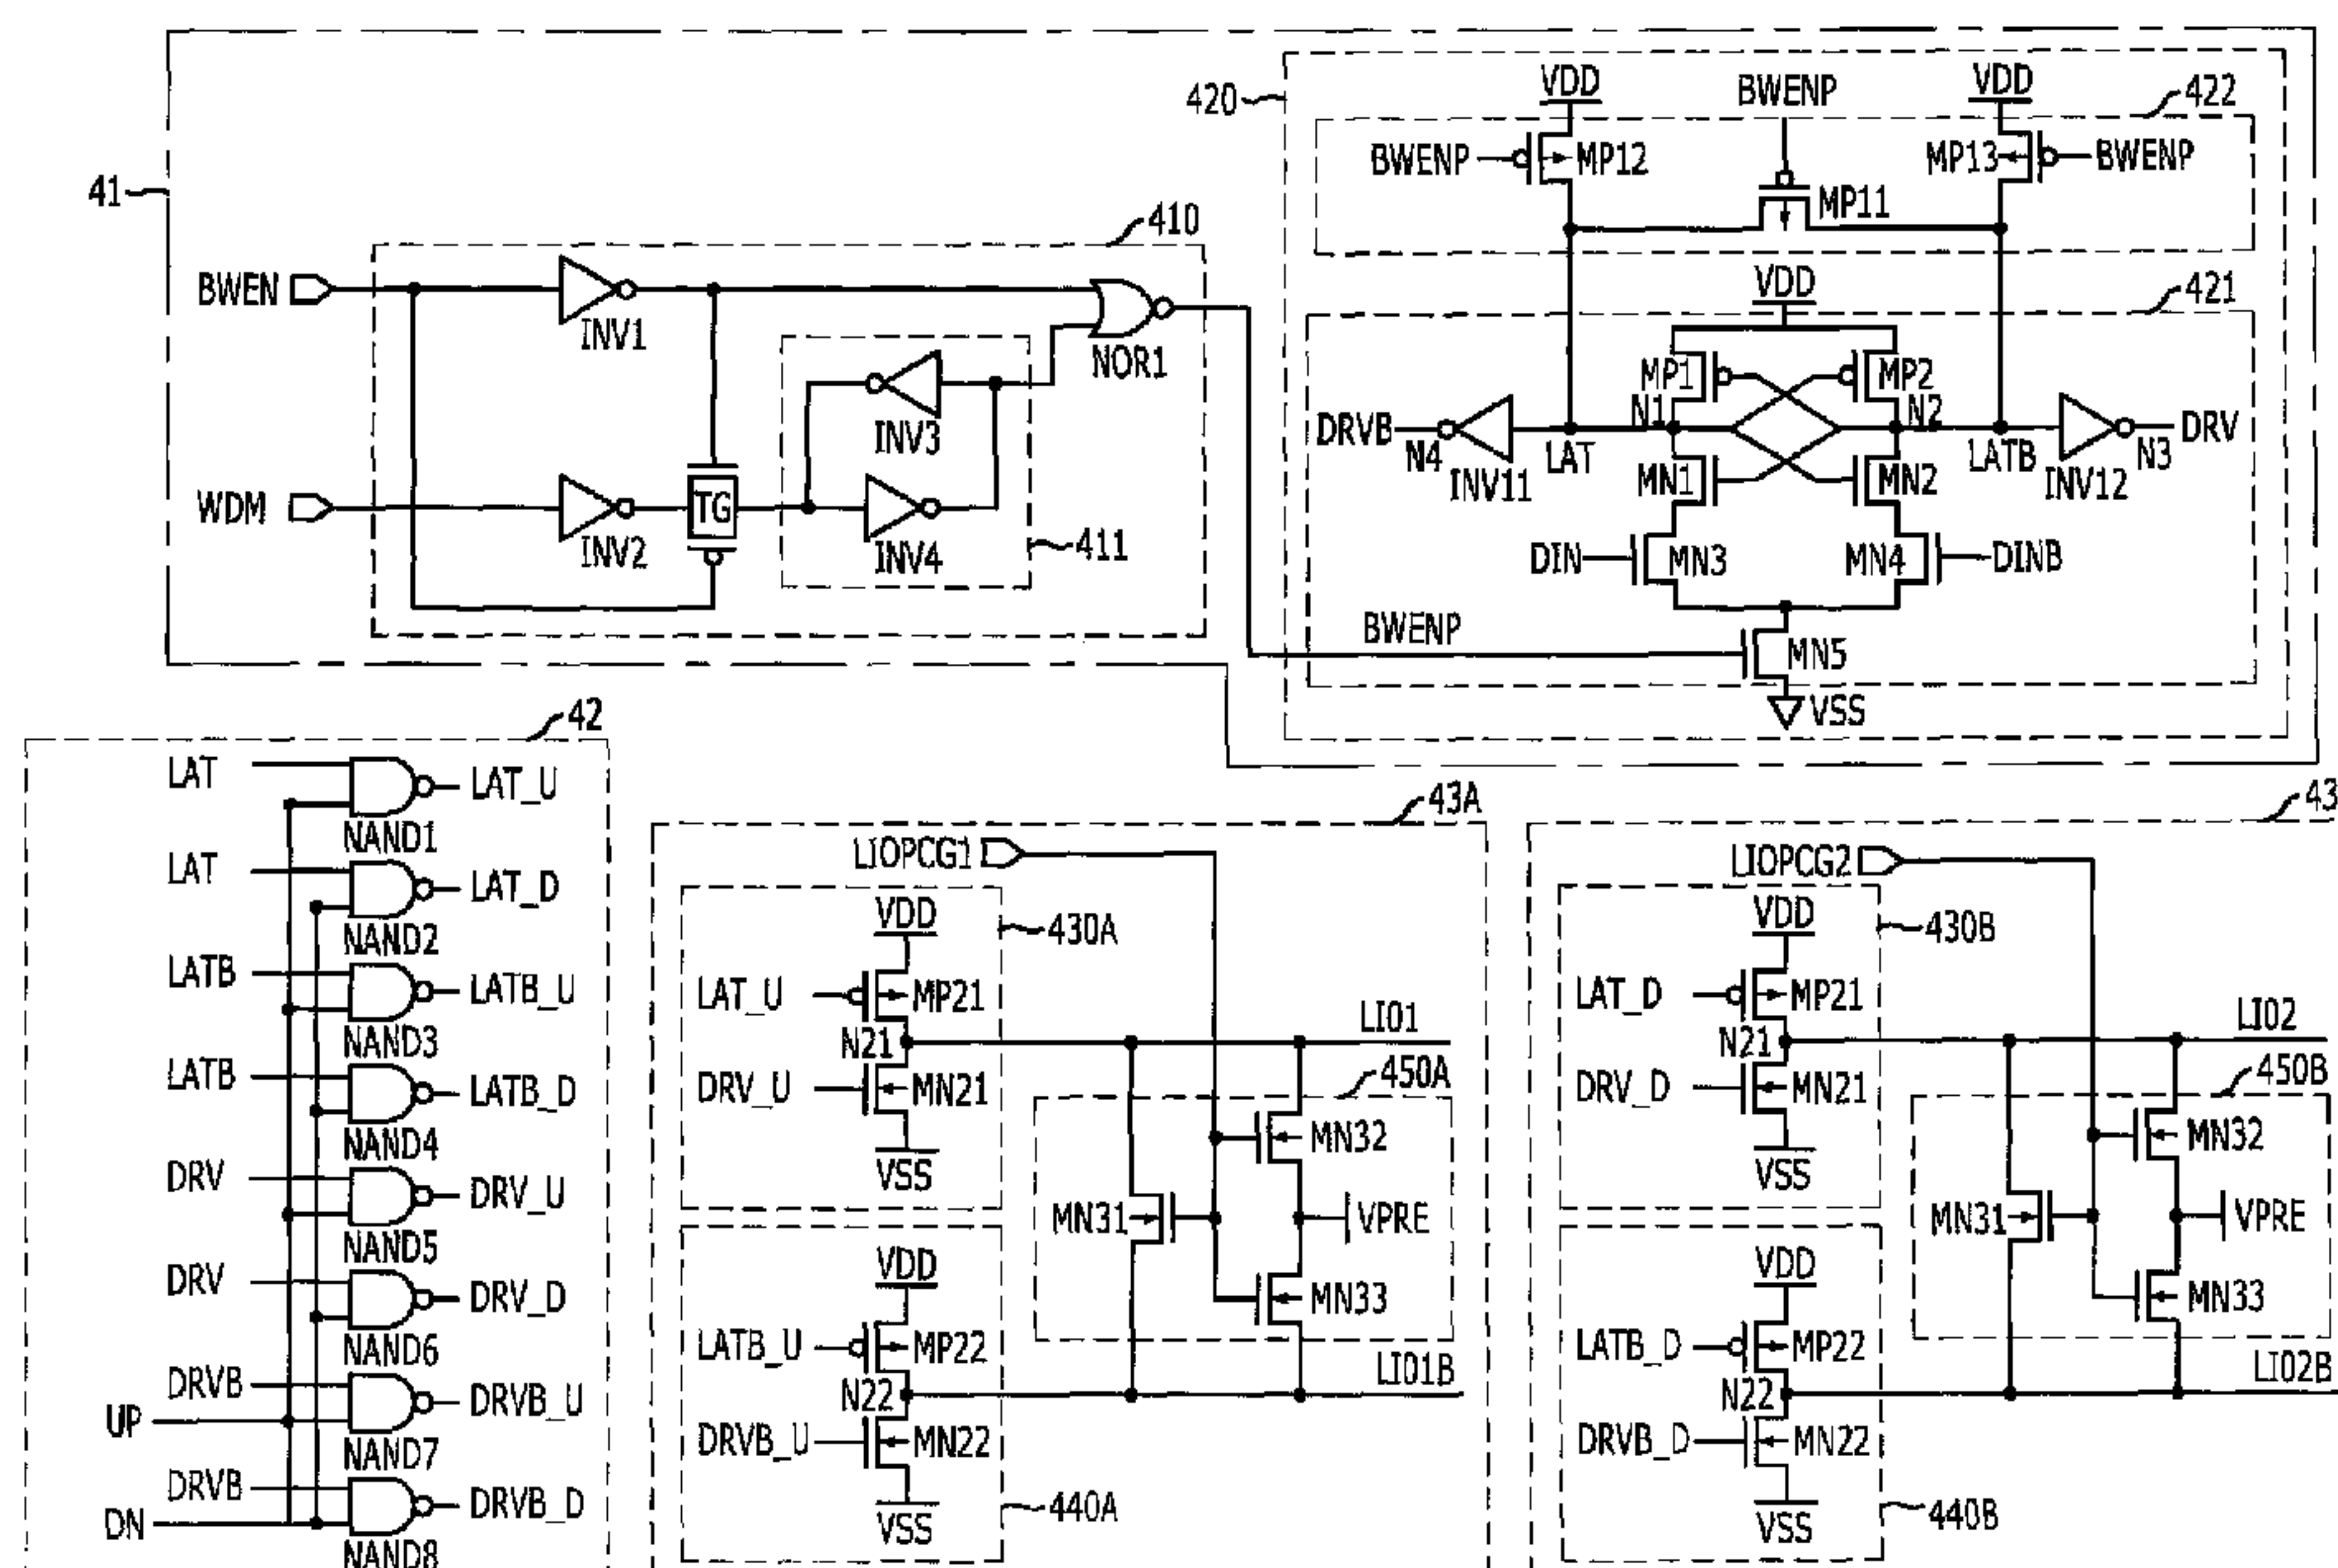 41
420
422
VDD
BWENP
VDD
BWENP
MP12
MP13
BWENP
MP11
410
BWEN
INV1
NOR1
INV3
WDM
INV2
TG
INV4
411
421
VDD
MP1
MP2
N1
N2
DRVB
N4
INV11
LAT
MN1
MN2
LATB
INV12
N3
DRV
DIN
MN3
MN4
DINB
BWENP
MN5
VSS
42
LAT
LAT_U
NAND1
LAT
LAT_D
NAND2
LATB
LATB_U
NAND3
LATB
LATB_D
NAND4
DRV
DRV_U
NAND5
DRV
DRV_D
NAND6
DRVB
DRVB_U
UP
NAND7
DRVB
DRVB_D
DN
NAND8
43A
LIOPCG1
VDD
430A
LAT_U
MP21
LIO1
N21
DRV_U
MN21
VSS
450A
MN32
MN31
VPRE
MN33
VDD
LATB_U
MP22
LIO1B
N22
DRVB_U
MN22
VSS
440A
43
LIOPCG2
VDD
430B
LAT_D
MP21
LIO2
N21
DRV_D
MN21
VSS
450B
MN32
MN31
VPRE
MN33
VDD
LATB_D
MP22
LIO2B
N22
DRVB_D
MN22
VSS
440B